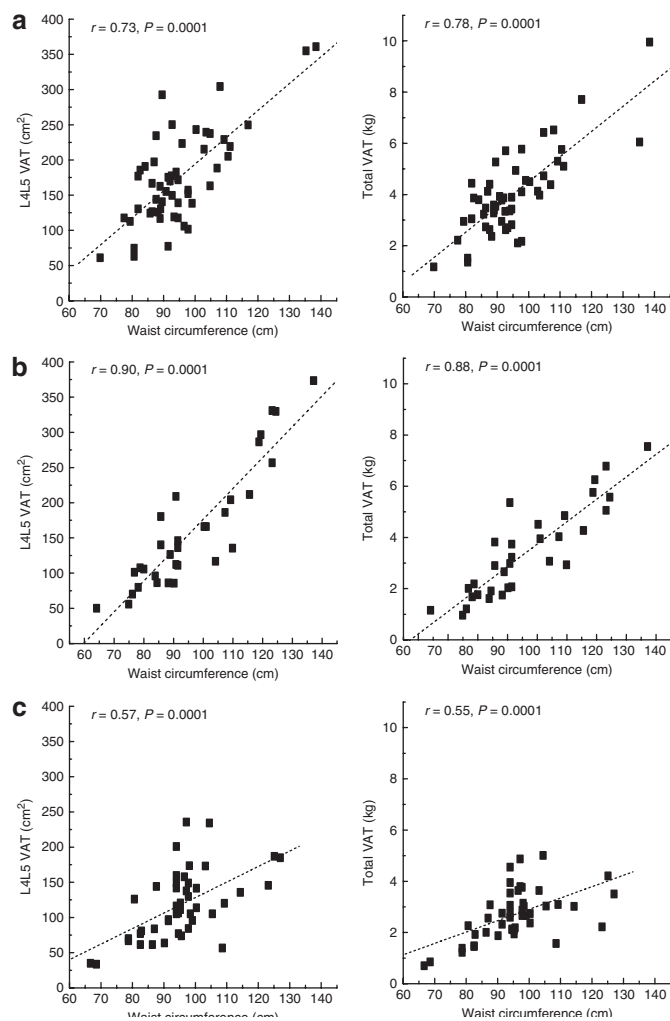 a
r = 0.73, P = 0.0001
L4L5 VAT (cm²)
400
350
300
250
200
150
100
50
0
60 70 80 90 100 110 120 130 140
Waist circumference (cm)
r = 0.78, P = 0.0001
Total VAT (kg)
10
8
6
4
2
0
60 70 80 90 100 110 120 130 140
Waist circumference (cm)
b
r = 0.90, P = 0.0001
L4L5 VAT (cm²)
400
350
300
250
200
150
100
50
0
60 70 80 90 100 110 120 130 140
Waist circumference (cm)
r = 0.88, P = 0.0001
Total VAT (kg)
10
8
6
4
2
0
60 70 80 90 100 110 120 130 140
Waist circumference (cm)
c
r = 0.57, P = 0.0001
L4L5 VAT (cm²)
400
350
300
250
200
150
100
50
0
60 70 80 90 100 110 120 130 140
Waist circumference (cm)
r = 0.55, P = 0.0001
Total VAT (kg)
10
8
6
4
2
0
60 70 80 90 100 110 120 130 140
Waist circumference (cm)